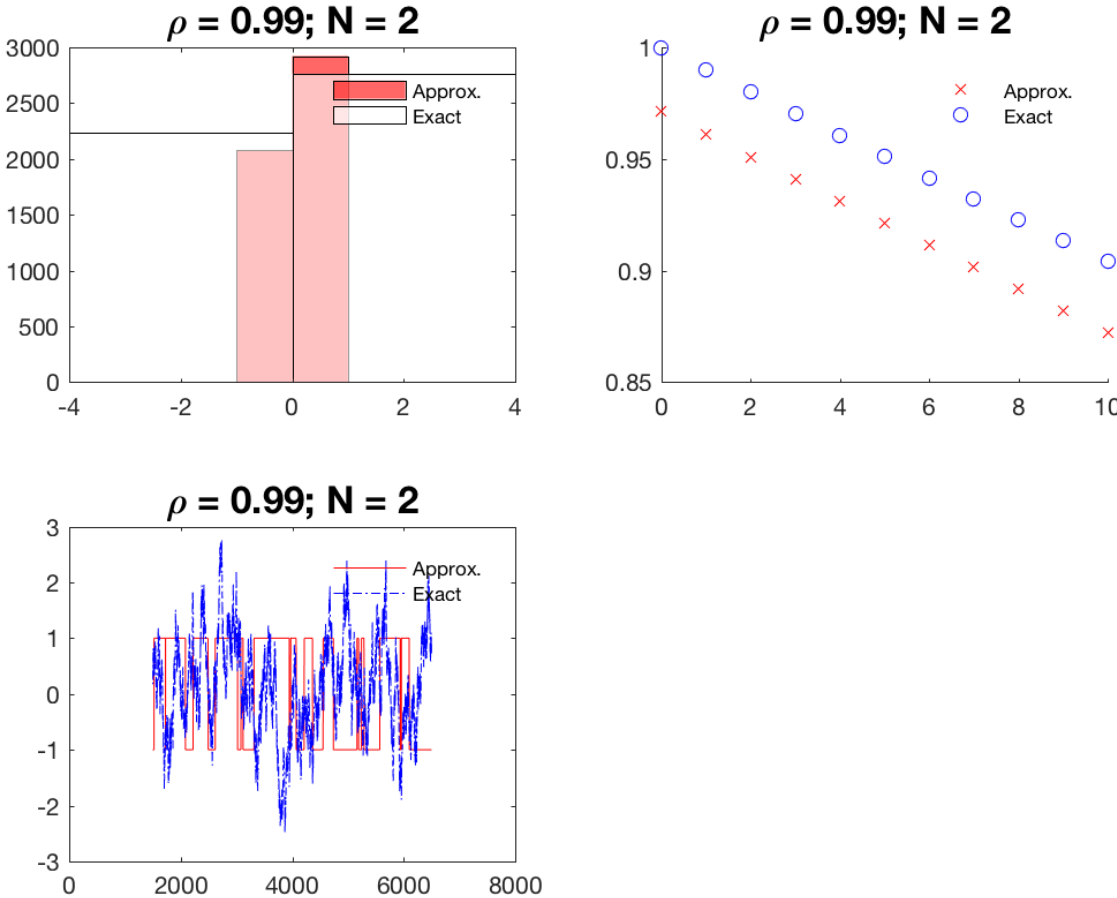 ρ = 0.99; N = 2
3000
2500
2000
1500
1000
500
0
-4 -2 0 2 4
Approx.
Exact
ρ = 0.99; N = 2
1
0.95
0.9
0.85
0 2 4 6 8 10
Approx.
Exact
ρ = 0.99; N = 2
3
2
1
0
-1
-2
-3
0 2000 4000 6000 8000
Approx.
Exact